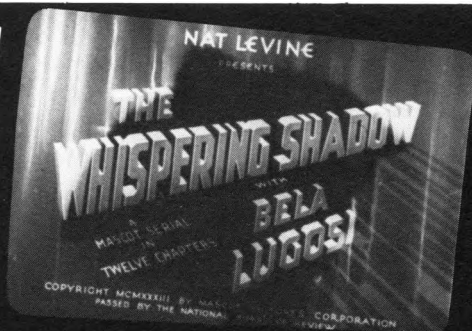 NAT LEVINE
PRESENTS
THE
WHISPERING SHADOW
WITH
BELA
LUGOSI
A
MASCOT SERIAL
IN
TWELVE CHAPTERS
COPYRIGHT MCMXXXIII BY CORPORATION
PASSED BY THE NATIONAL